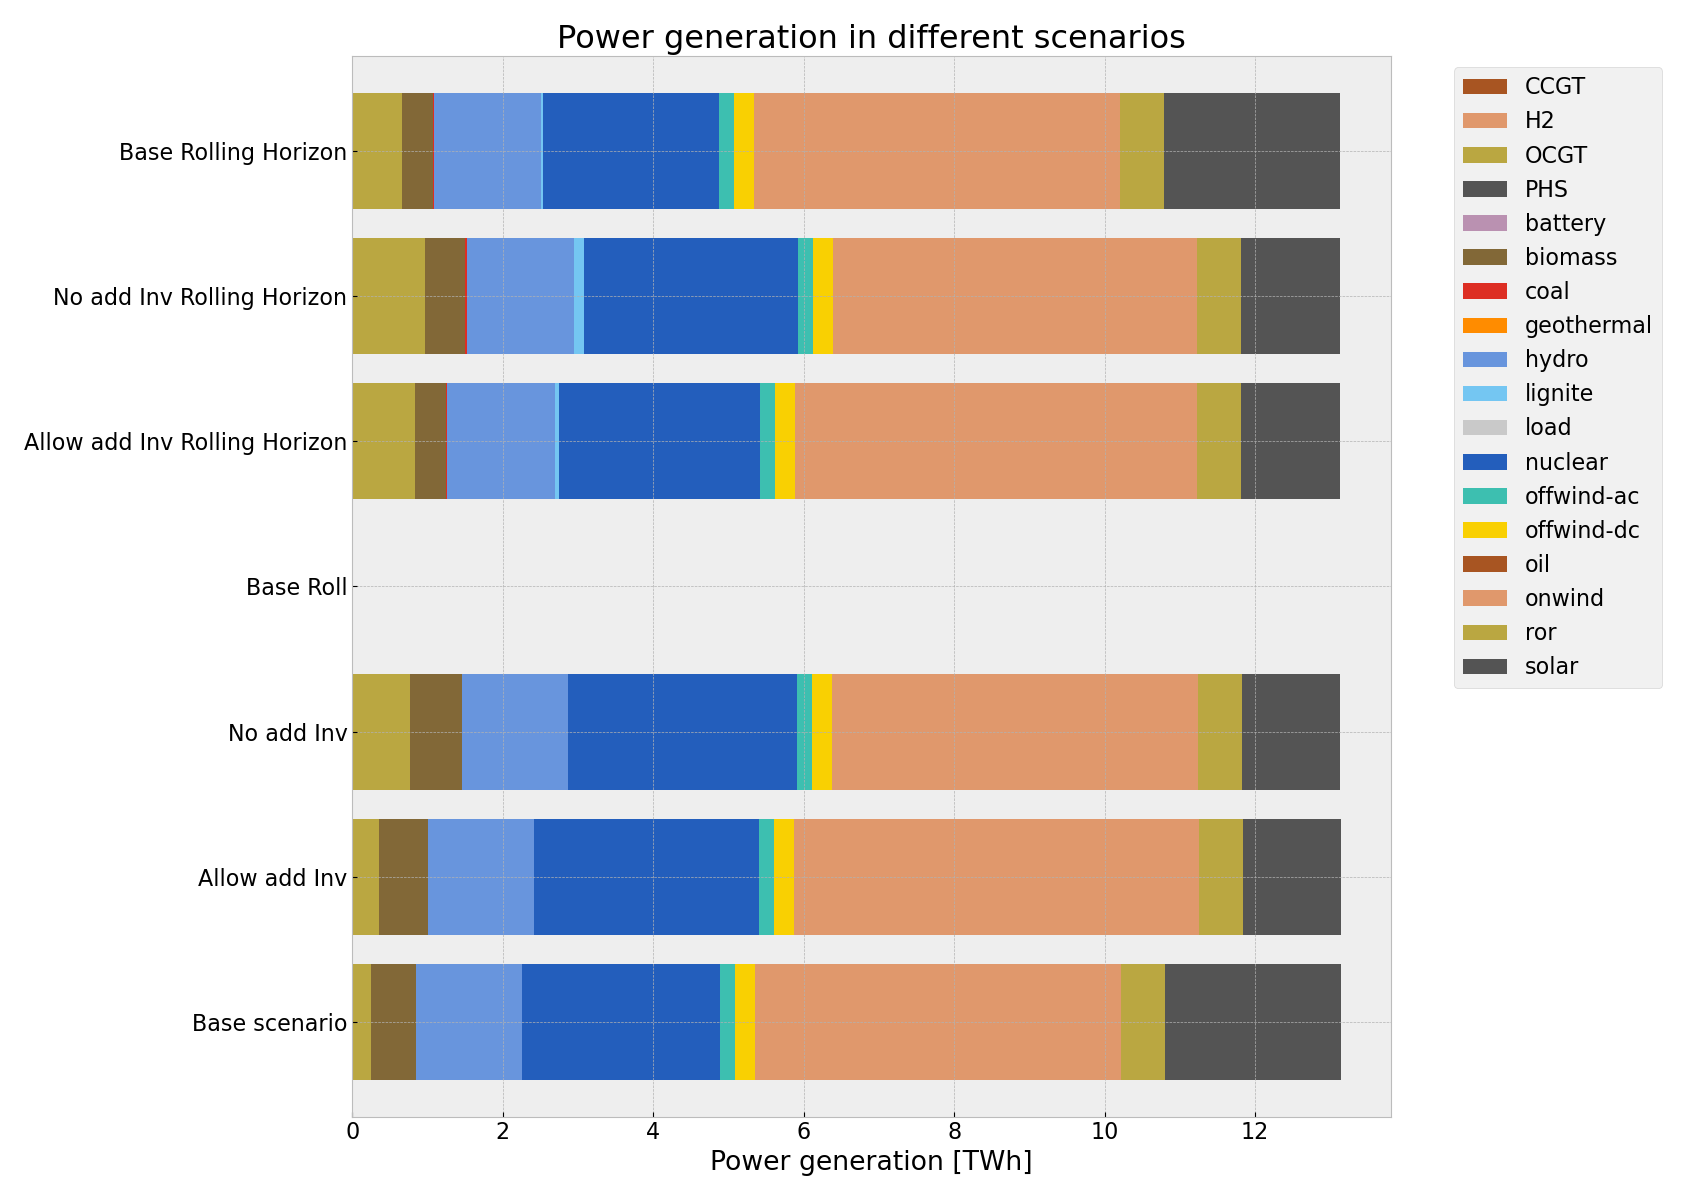 Power generation in different scenarios
Base Rolling Horizon
No add Inv Rolling Horizon
Allow add Inv Rolling Horizon
Base Roll
No add Inv
Allow add Inv
Base scenario
0 2 4 6 8 10 12
Power generation [TWh]
CCGT
H2
OCGT
PHS
battery
biomass
coal
geothermal
hydro
lignite
load
nuclear
offwind-ac
offwind-dc
oil
onwind
ror
solar